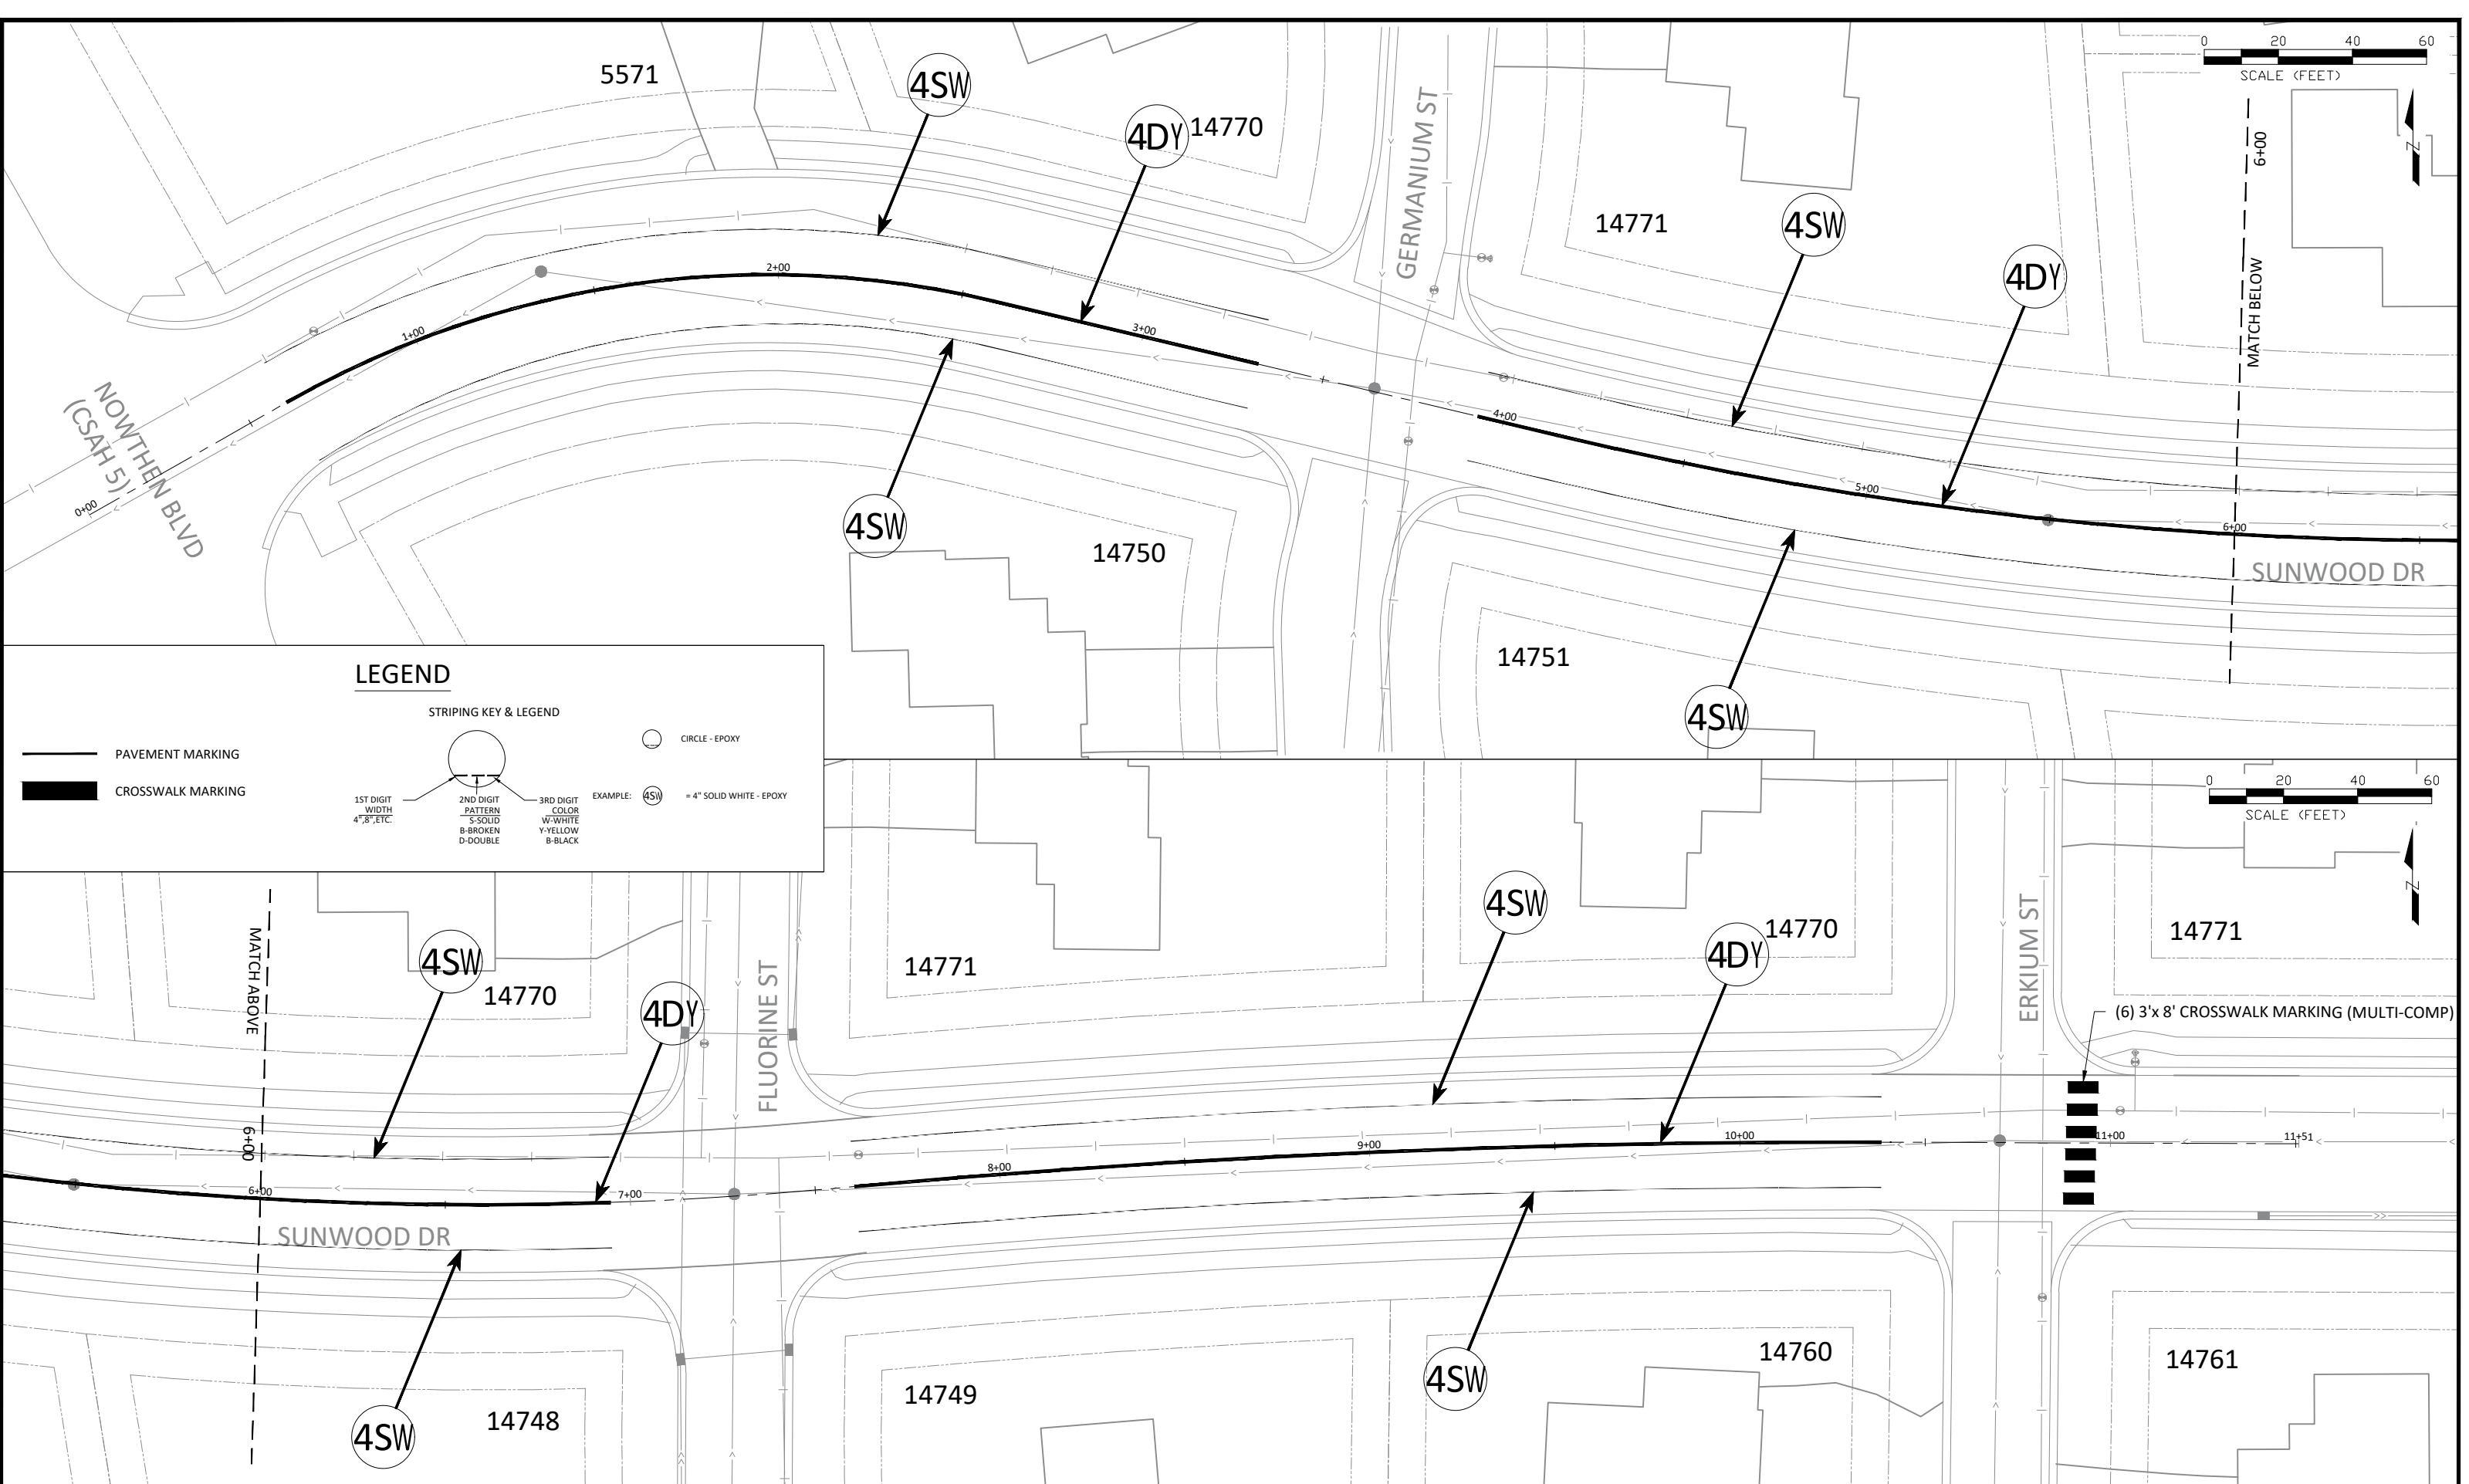 5571
4SW
4DY
14770
GERMANIUM ST
14771
4SW
4DY
0 20 40 60
SCALE (FEET)
N
6+00
MATCH BELOW
NOWTHEN BLVD
(CSAH 5)
0+00
1+00
2+00
3+00
4+00
5+00
6+00
SUNWOOD DR
4SW
14750
14751
4SW
LEGEND
STRIPING KEY & LEGEND
PAVEMENT MARKING
CROSSWALK MARKING
CIRCLE - EPOXY
1ST DIGIT
WIDTH
4",8",ETC.
2ND DIGIT
PATTERN
S-SOLID
B-BROKEN
D-DOUBLE
3RD DIGIT
COLOR
W-WHITE
Y-YELLOW
B-BLACK
EXAMPLE: 4SW = 4" SOLID WHITE - EPOXY
0 20 40 60
SCALE (FEET)
N
MATCH ABOVE
6+00
4SW
14770
4DY
FLUORINE ST
14771
4SW
4DY
14770
ERKIUM ST
14771
(6) 3'x 8' CROSSWALK MARKING (MULTI-COMP)
6+00
7+00
8+00
9+00
10+00
11+00
11+51
SUNWOOD DR
4SW
14748
14749
4SW
14760
14761